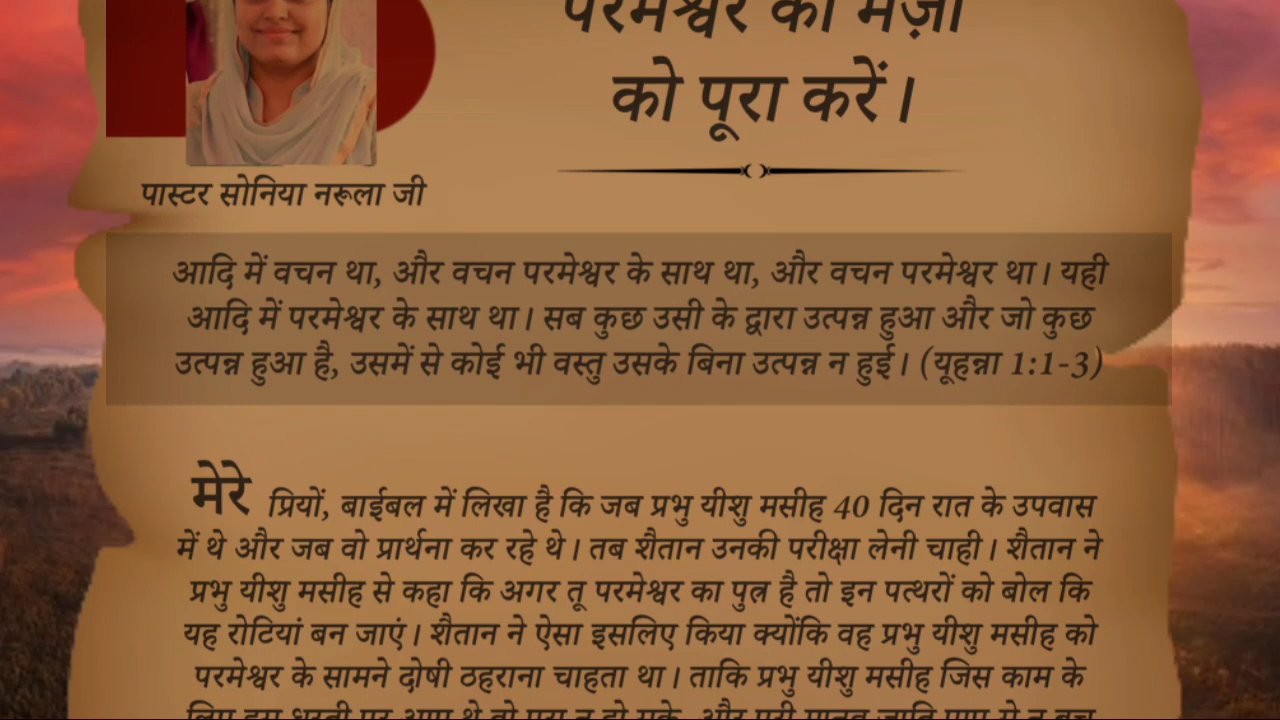 परमेश्वर की मर्ज़ी
को पूरा करें।
पास्टर सोनिया नरूला जी
आदि में वचन था, और वचन परमेश्वर के साथ था, और वचन परमेश्वर था। यही
आदि में परमेश्वर के साथ था। सब कुछ उसी के द्वारा उत्पन्न हुआ और जो कुछ
उत्पन्न हुआ है, उसमें से कोई भी वस्तु उसके बिना उत्पन्न न हुई। (यूहन्ना 1:1-3)
मेरे प्रियों, बाईबल में लिखा है कि जब प्रभु यीशु मसीह 40 दिन रात के उपवास
में थे और जब वो प्रार्थना कर रहे थे। तब शैतान उनकी परीक्षा लेनी चाही। शैतान ने
प्रभु यीशु मसीह से कहा कि अगर तू परमेश्वर का पुत्र है तो इन पत्थरों को बोल कि
यह रोटियां बन जाएं। शैतान ने ऐसा इसलिए किया क्योंकि वह प्रभु यीशु मसीह को
परमेश्वर के सामने दोषी ठहराना चाहता था। ताकि प्रभु यीशु मसीह जिस काम के